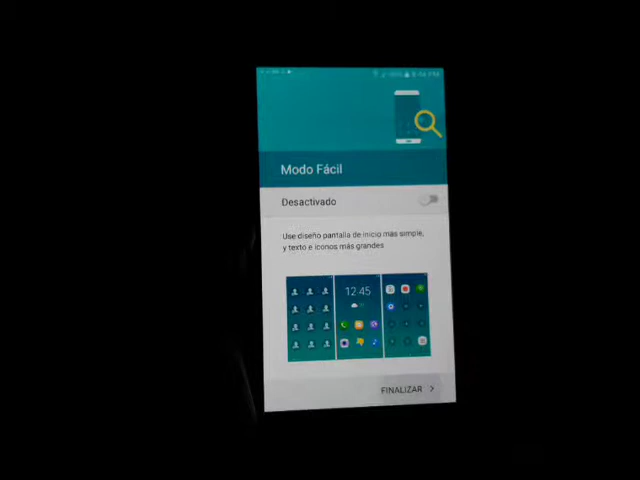 Modo Fácil
Desactivado
Use diseño pantalla de inicio más simple,
y texto e iconos más grandes
12:45
FINALIZAR >